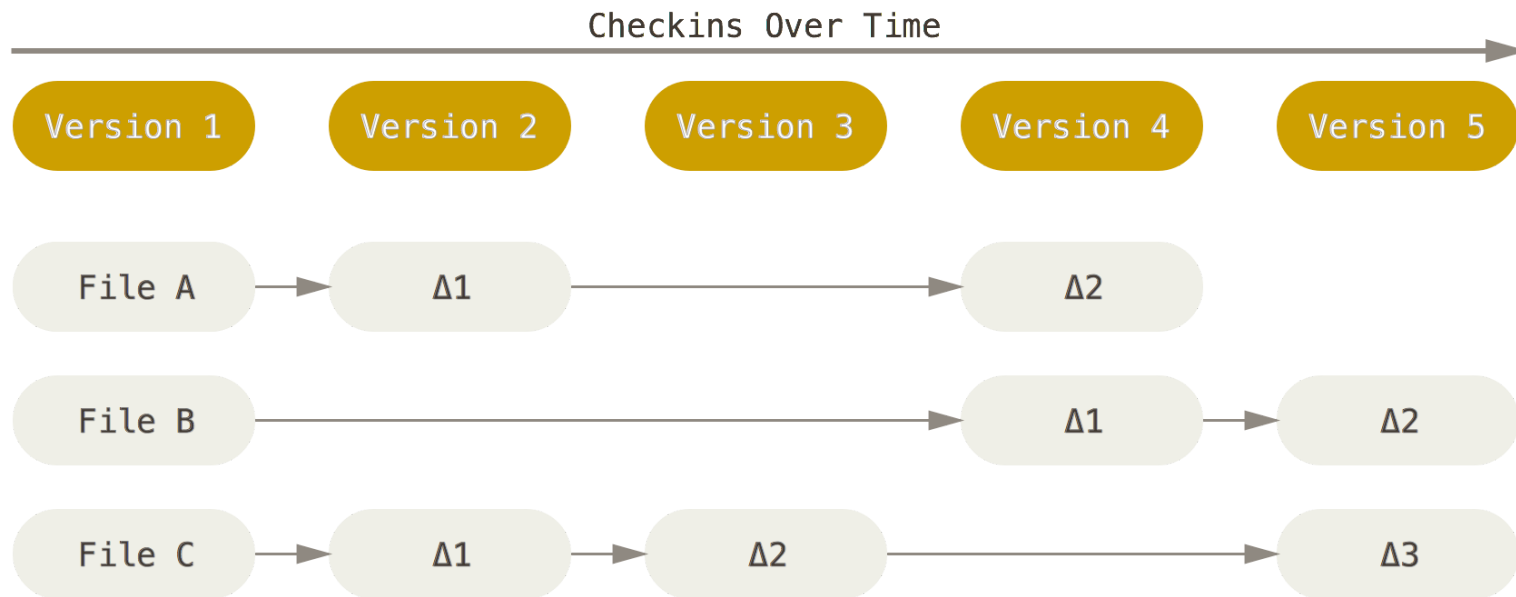 Checkins Over Time
Version 1 Version 2 Version 3 Version 4 Version 5
File A Δ1 Δ2
File B Δ1 Δ2
File C Δ1 Δ2 Δ3